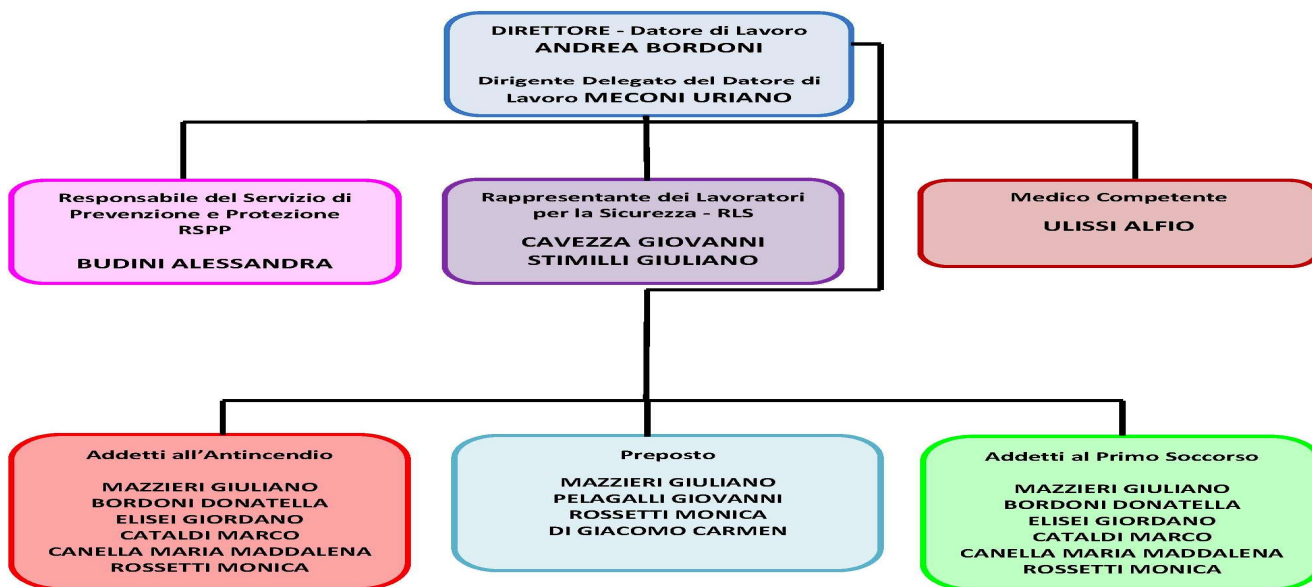 DIRETTORE - Datore di Lavoro
ANDREA BORDONI
Dirigente Delegato del Datore di
Lavoro MECONI URIANO
Responsabile del Servizio di
Prevenzione e Protezione
RSPP
BUDINI ALESSANDRA
Rappresentante dei Lavoratori
per la Sicurezza - RLS
CAVEZZA GIOVANNI
STIMILLI GIULIANO
Medico Competente
ULISSI ALFIO
Addetti all'Antincendio
MAZZIERI GIULIANO
BORDONI DONATELLA
ELISEI GIORDANO
CATALDI MARCO
CANELLA MARIA MADDALENA
ROSSETTI MONICA
Preposto
MAZZIERI GIULIANO
PELAGALLI GIOVANNI
ROSSETTI MONICA
DI GIACOMO CARMEN
Addetti al Primo Soccorso
MAZZIERI GIULIANO
BORDONI DONATELLA
ELISEI GIORDANO
CATALDI MARCO
CANELLA MARIA MADDALENA
ROSSETTI MONICA